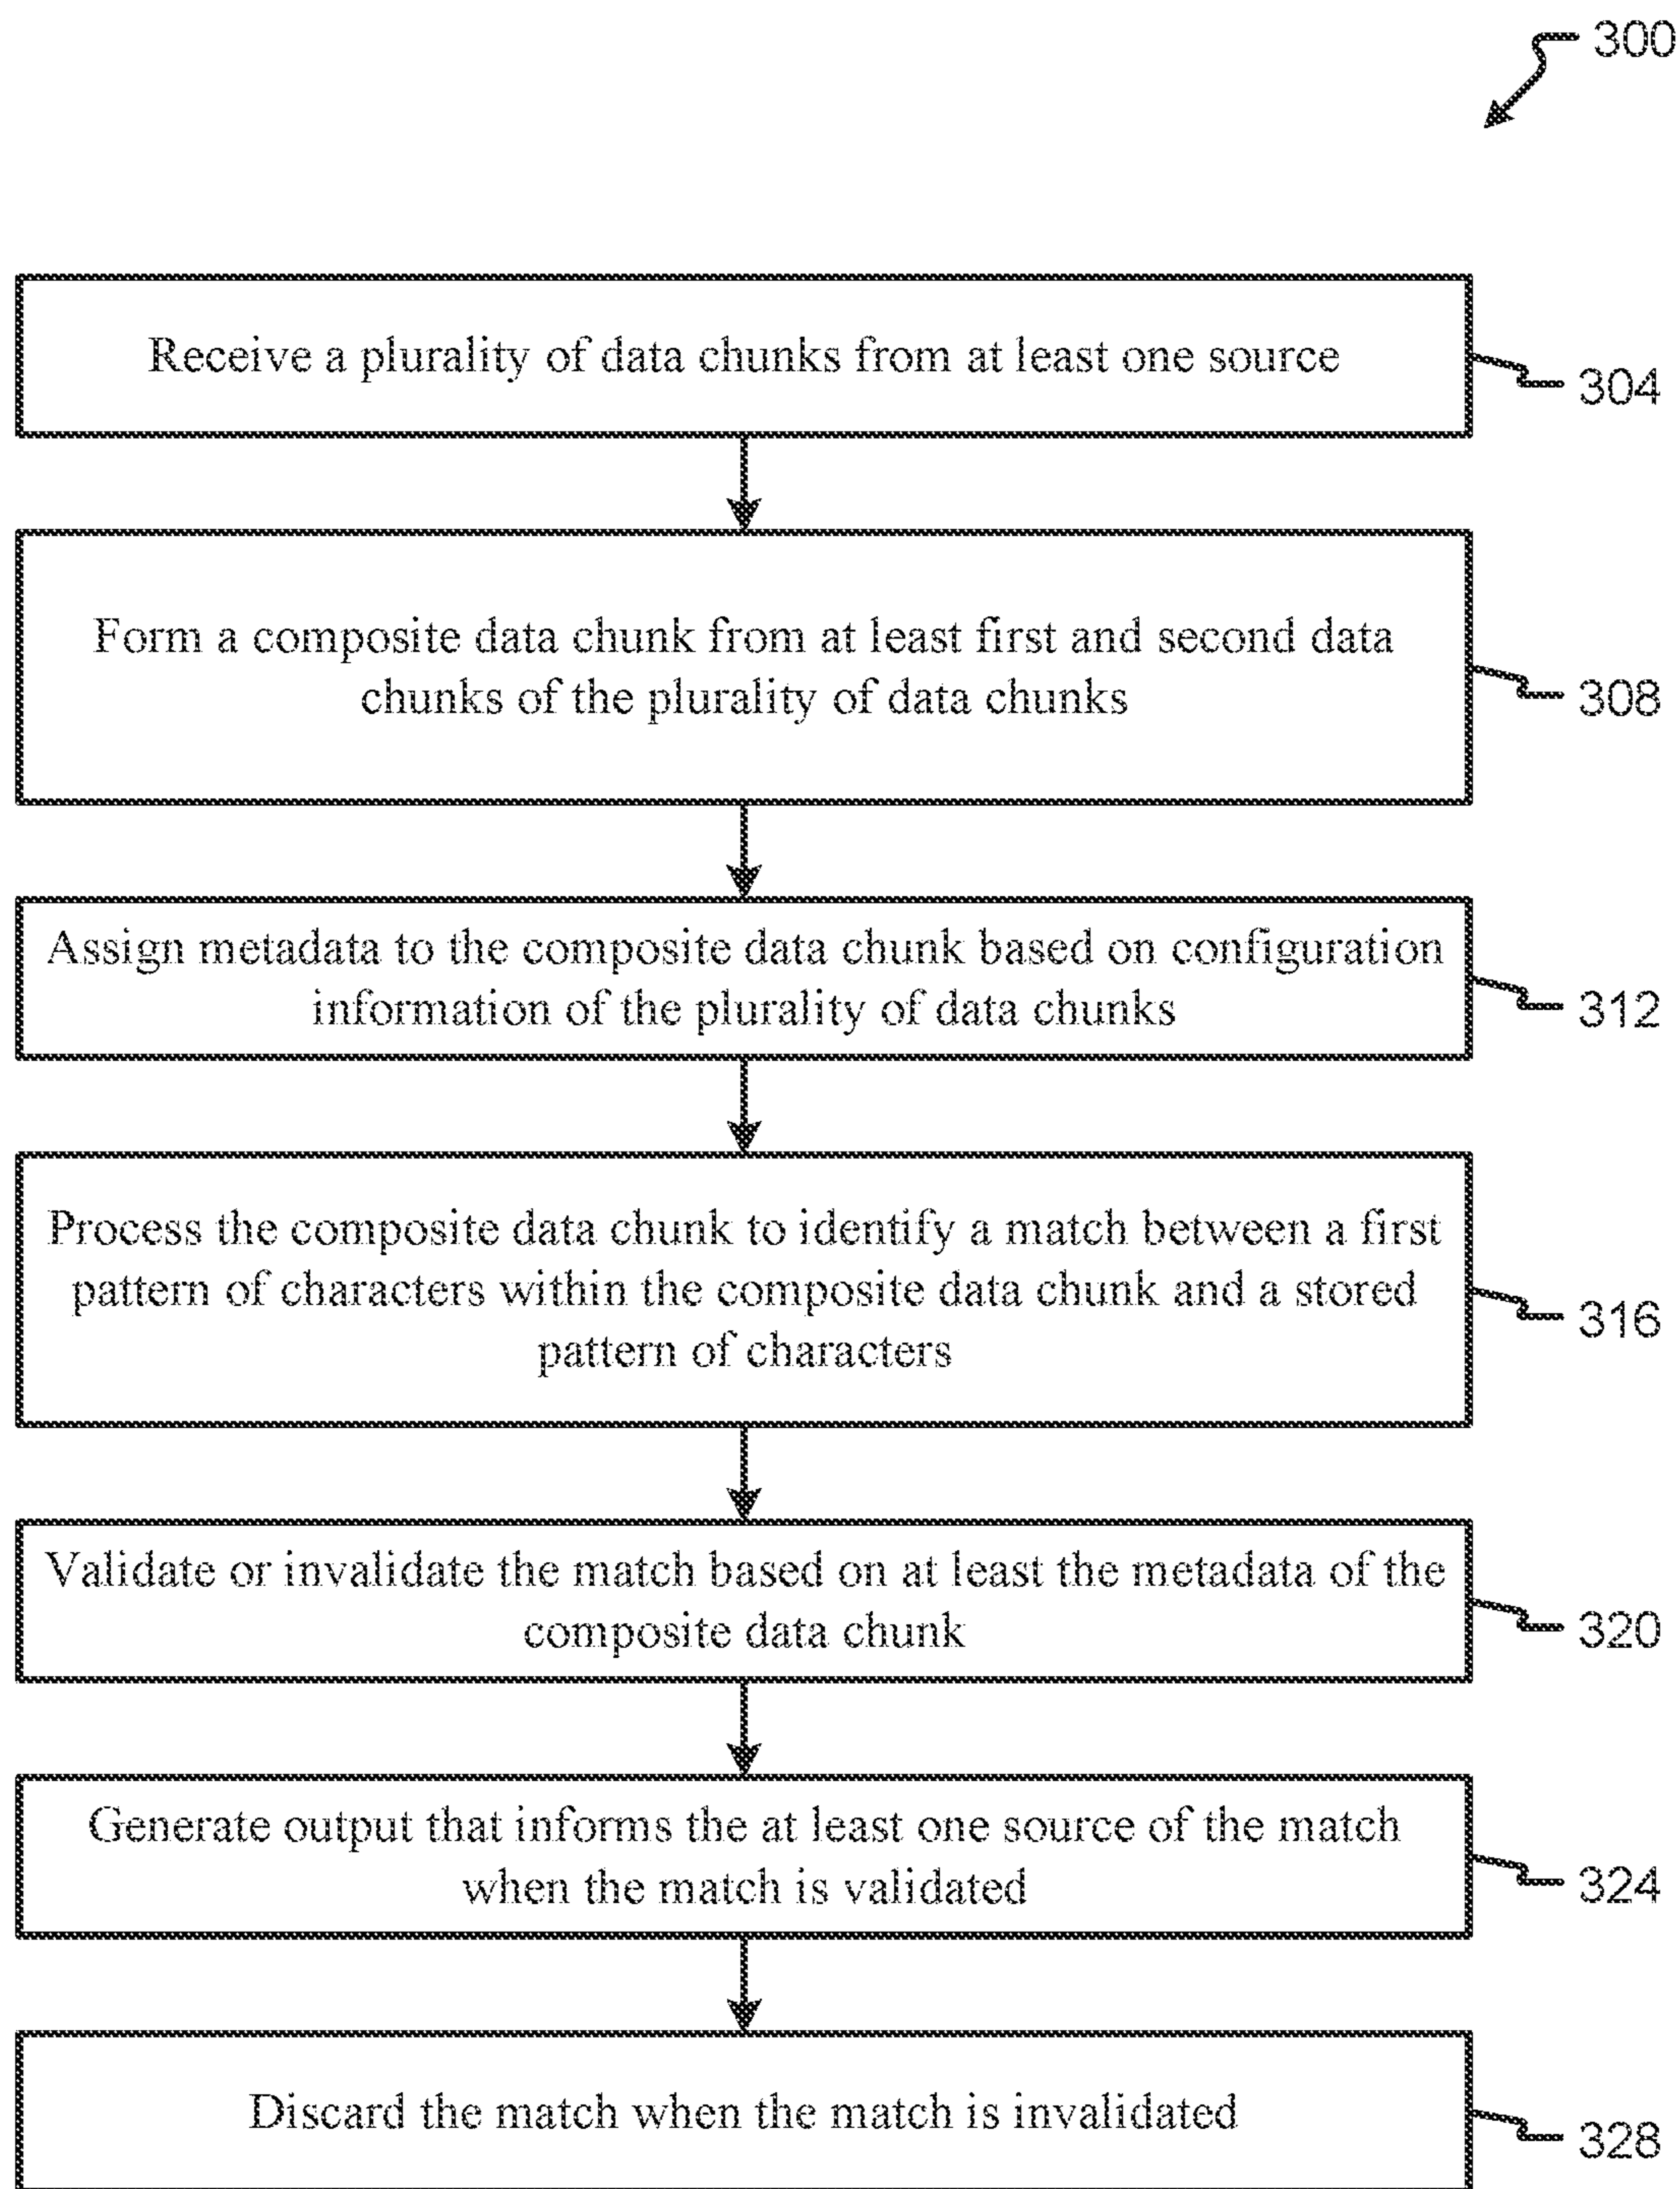 300
Receive a plurality of data chunks from at least one source
304
Form a composite data chunk from at least first and second data
chunks of the plurality of data chunks
308
Assign metadata to the composite data chunk based on configuration
information of the plurality of data chunks
312
Process the composite data chunk to identify a match between a first
pattern of characters within the composite data chunk and a stored
pattern of characters
316
Validate or invalidate the match based on at least the metadata of the
composite data chunk
320
Generate output that informs the at least one source of the match
when the match is validated
324
Discard the match when the match is invalidated
328